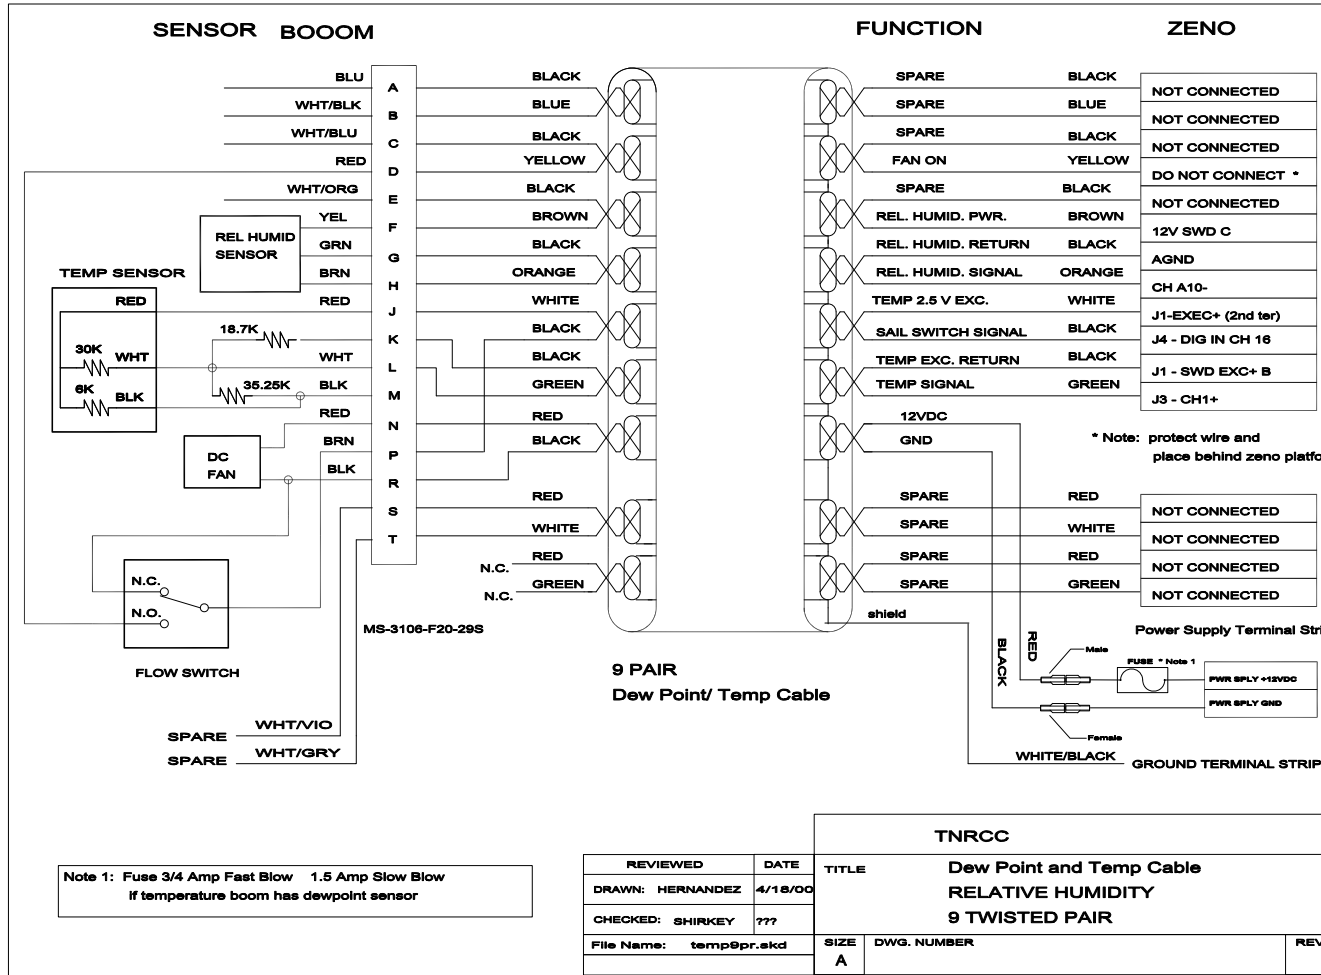 SENSOR BOOOM FUNCTION ZENO
BLU A BLACK SPARE BLACK NOT CONNECTED
WHT/BLK B BLUE SPARE BLUE NOT CONNECTED
WHT/BLU C BLACK SPARE BLACK NOT CONNECTED
RED D YELLOW FAN ON YELLOW DO NOT CONNECT *
WHT/ORG E BLACK SPARE BLACK NOT CONNECTED
YEL F BROWN REL. HUMID. PWR. BROWN 12V SWD C
REL HUMID
SENSOR
GRN G BLACK REL. HUMID. RETURN BLACK AGND
BRN H ORANGE REL. HUMID. SIGNAL ORANGE CH A10-
TEMP SENSOR
RED RED J WHITE TEMP 2.5 V EXC. WHITE J1-EXEC+ (2nd ter)
18.7K K BLACK SAIL SWITCH SIGNAL BLACK J4 - DIG IN CH 16
30K WHT WHT L BLACK TEMP EXC. RETURN BLACK J1 - SWD EXC+ B
6K BLK 35.25K BLK M GREEN TEMP SIGNAL GREEN J3 - CH1+
RED N RED 12VDC
BRN P BLACK GND
DC
FAN
BLK R
* Note: protect wire and
place behind zeno platfo
S RED SPARE RED NOT CONNECTED
T WHITE SPARE WHITE NOT CONNECTED
N.C. RED SPARE RED NOT CONNECTED
N.C. GREEN SPARE GREEN NOT CONNECTED
N.C.
N.O.
FLOW SWITCH
MS-3106-F20-29S
shield
Power Supply Terminal Stri
BLACK
RED
Male
FUSE * Note 1
PWR SPLY +12VDC
PWR SPLY GND
Female
9 PAIR
Dew Point/ Temp Cable
SPARE WHT/VIO
SPARE WHT/GRY
WHITE/BLACK GROUND TERMINAL STRIP
Note 1: Fuse 3/4 Amp Fast Blow 1.5 Amp Slow Blow
if temperature boom has dewpoint sensor
REVIEWED DATE
DRAWN: HERNANDEZ 4/18/00
CHECKED: SHIRKEY ???
File Name: temp9pr.skd
TNRCC
TITLE Dew Point and Temp Cable
RELATIVE HUMIDITY
9 TWISTED PAIR
SIZE DWG. NUMBER REV
A